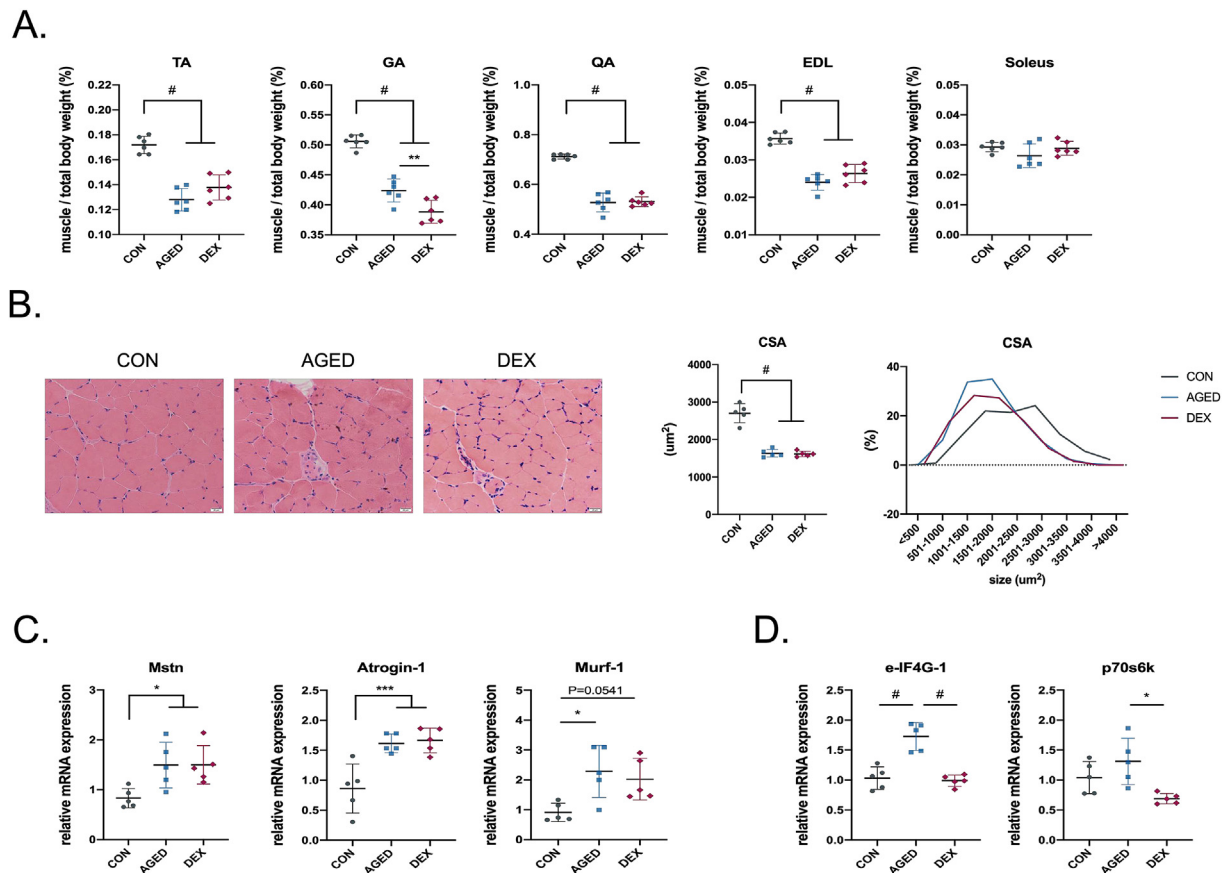 A.
TA
GA
QA
EDL
Soleus
muscle / total body weight (%)
0.22
0.20
0.18
0.16
0.14
0.12
0.10
#
CON
AGED
DEX
muscle / total body weight (%)
0.60
0.55
0.50
0.45
0.40
0.35
#
**
CON
AGED
DEX
muscle / total body weight (%)
1.0
0.8
0.6
0.4
#
CON
AGED
DEX
muscle / total body weight (%)
0.05
0.04
0.03
0.02
0.01
#
CON
AGED
DEX
muscle / total body weight (%)
0.05
0.04
0.03
0.02
0.01
0.00
CON
AGED
DEX
B.
CON
AGED
DEX
CSA
(um²)
4000
3000
2000
1000
0
#
CON
AGED
DEX
CSA
(%)
40
20
0
-20
<500
501-1000
1001-1500
1501-2000
2001-2500
2501-3000
3001-3500
3501-4000
>4000
size (um²)
CON
AGED
DEX
C.
Mstn
relative mRNA expression
3
2
1
0
*
CON
AGED
DEX
Atrogin-1
relative mRNA expression
2.5
2.0
1.5
1.0
0.5
0.0
***
CON
AGED
DEX
Murf-1
relative mRNA expression
5
4
3
2
1
0
P=0.0541
*
CON
AGED
DEX
D.
e-IF4G-1
relative mRNA expression
2.5
2.0
1.5
1.0
0.5
0.0
#
#
CON
AGED
DEX
p70s6k
relative mRNA expression
2.5
2.0
1.5
1.0
0.5
0.0
*
CON
AGED
DEX